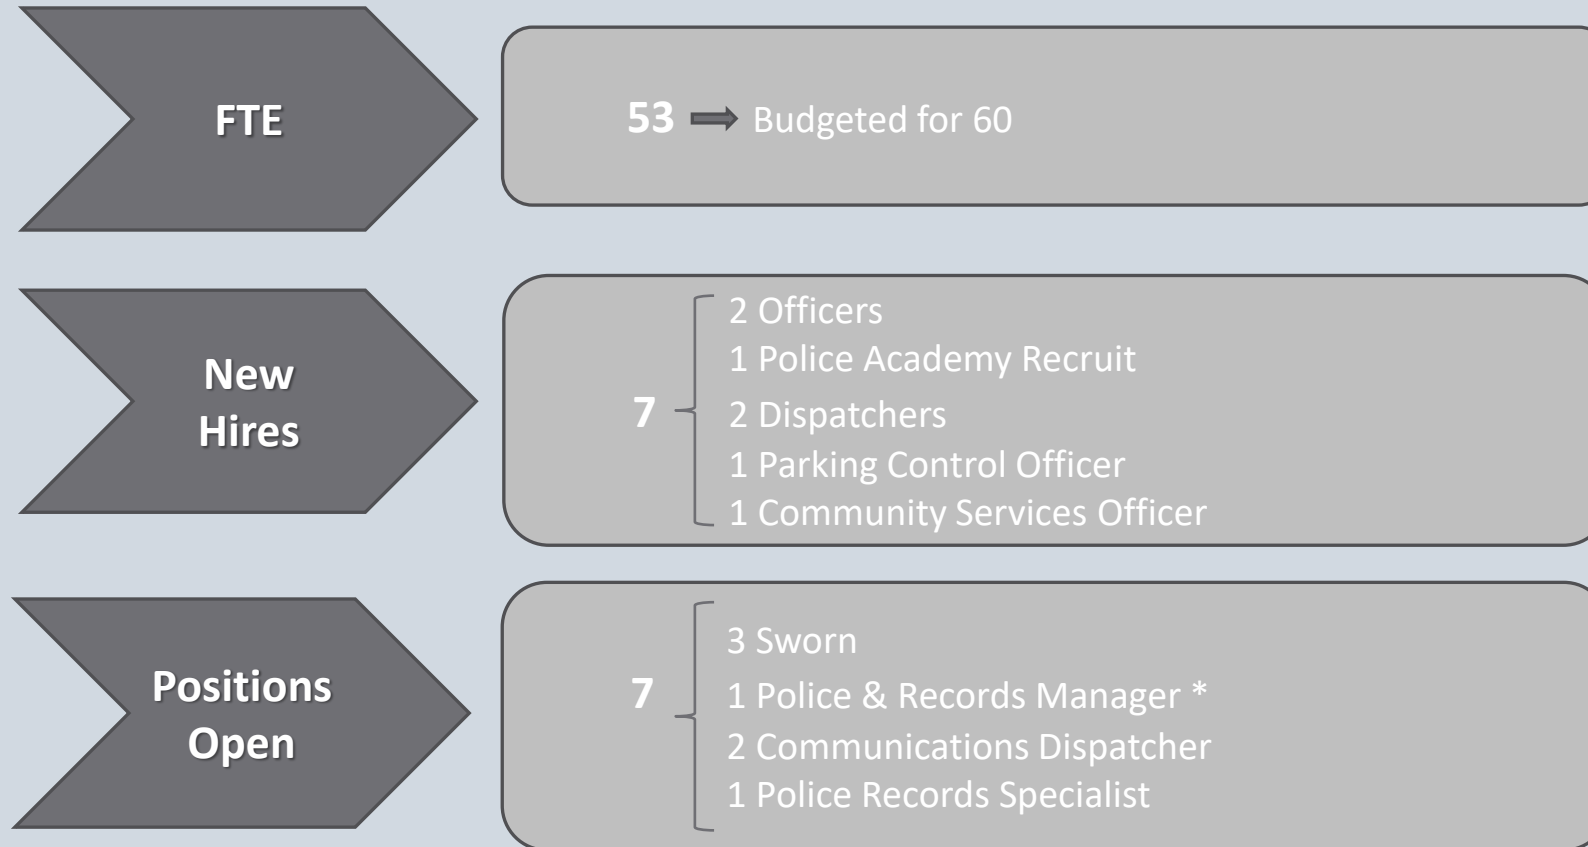 FTE
53 Budgeted for 60
New
Hires
7
2 Officers
1 Police Academy Recruit
2 Dispatchers
1 Parking Control Officer
1 Community Services Officer
Positions
Open
7
3 Sworn
1 Police & Records Manager *
2 Communications Dispatcher
1 Police Records Specialist